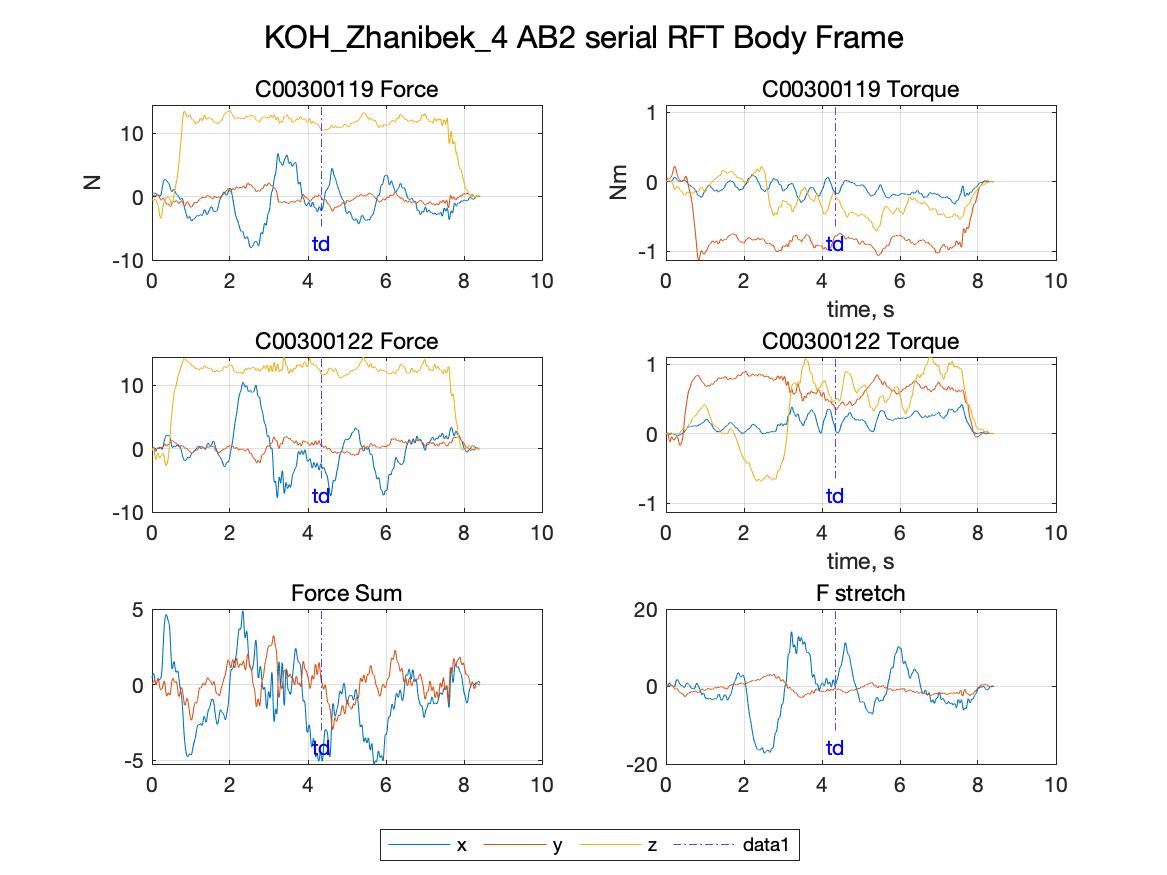 KOH_Zhanibek_4 AB2 serial RFT Body Frame
C00300119 Force
N
10
0
-10
td
0 2 4 6 8 10
C00300119 Torque
Nm
1
0
-1
td
0 2 4 6 8 10
time, s
C00300122 Force
10
0
-10
td
0 2 4 6 8 10
C00300122 Torque
1
0
-1
td
0 2 4 6 8 10
time, s
Force Sum
5
0
-5
td
0 2 4 6 8 10
F stretch
20
0
-20
td
0 2 4 6 8 10
x y z data1